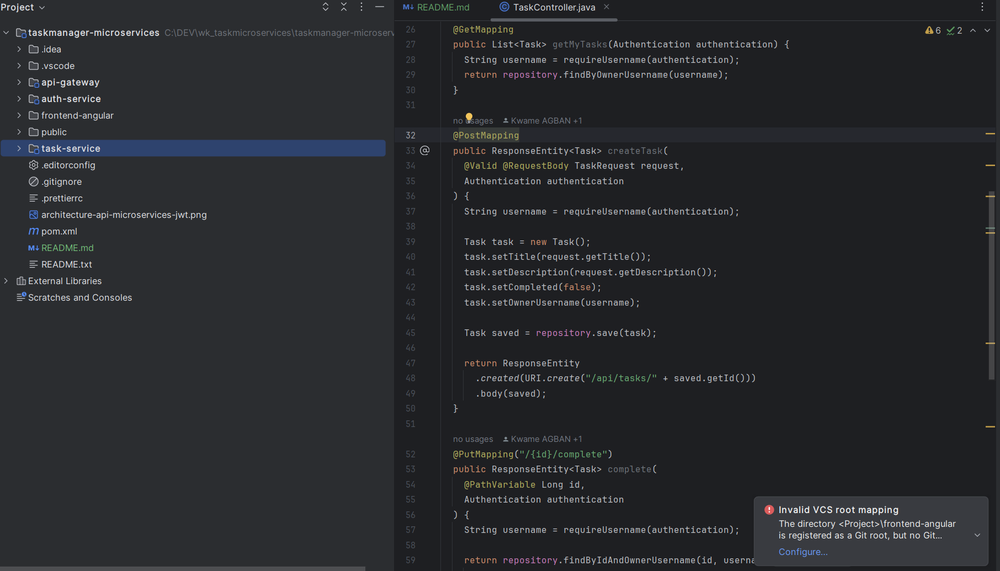 Project
taskmanager-microservices C:\DEV\wk_taskmicroservices\taskmanager-microserv
.idea
.vscode
api-gateway
auth-service
frontend-angular
public
task-service
.editorconfig
.gitignore
.prettierrc
architecture-api-microservices-jwt.png
m pom.xml
M↓ README.md
README.txt
External Libraries
Scratches and Consoles
M↓ README.md
C TaskController.java
6 2
26 @GetMapping
27 public List<Task> getMyTasks(Authentication authentication) {
28 String username = requireUsername(authentication);
29 return repository.findByOwnerUsername(username);
30 }
31
no usages Kwame AGBAN +1
32 @PostMapping
33 @ public ResponseEntity<Task> createTask(
34 @Valid @RequestBody TaskRequest request,
35 Authentication authentication
36 ) {
37 String username = requireUsername(authentication);
38
39 Task task = new Task();
40 task.setTitle(request.getTitle());
41 task.setDescription(request.getDescription());
42 task.setCompleted(false);
43 task.setOwnerUsername(username);
44
45 Task saved = repository.save(task);
46
47 return ResponseEntity
48 .created(URI.create("/api/tasks/" + saved.getId()))
49 .body(saved);
50 }
51
no usages Kwame AGBAN +1
52 @PutMapping("/{id}/complete")
53 public ResponseEntity<Task> complete(
54 @PathVariable Long id,
55 Authentication authentication
56 ) {
57 String username = requireUsername(authentication);
58
59 return repository.findByIdAndOwnerUsername(id, userna
Invalid VCS root mapping
The directory <Project>\frontend-angular
is registered as a Git root, but no Git...
Configure...